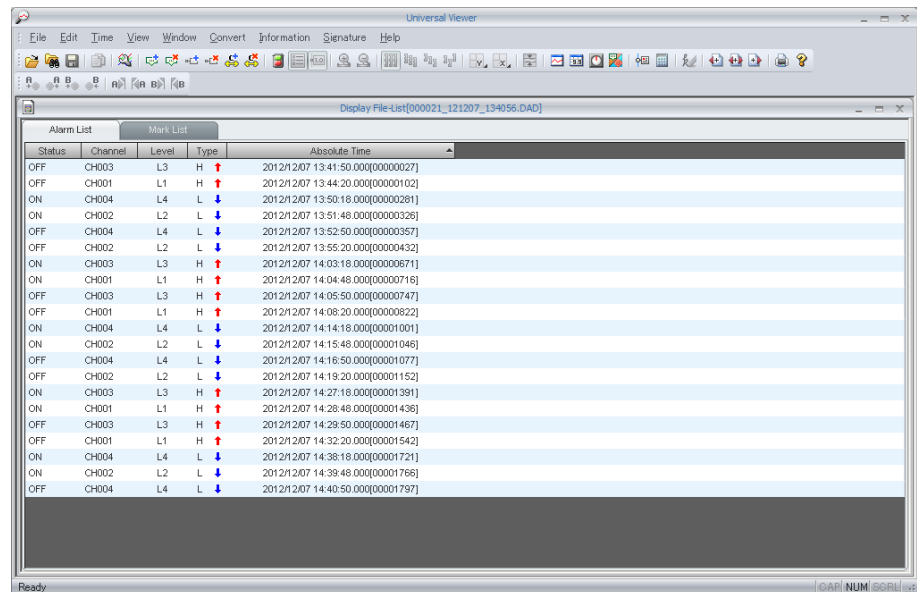 Universal Viewer
File Edit Time View Window Convert Information Signature Help
Display File-List[000021_121207_134056.DAD]
Alarm List Mark List
Status Channel Level Type Absolute Time
OFF CH003 L3 H 2012/12/07 13:41:50.000[00000027]
OFF CH001 L1 H 2012/12/07 13:44:20.000[00000102]
ON CH004 L4 L 2012/12/07 13:50:18.000[00000281]
ON CH002 L2 L 2012/12/07 13:51:48.000[00000326]
OFF CH004 L4 L 2012/12/07 13:52:50.000[00000357]
OFF CH002 L2 L 2012/12/07 13:55:20.000[00000432]
ON CH003 L3 H 2012/12/07 14:03:18.000[00000671]
ON CH001 L1 H 2012/12/07 14:04:48.000[00000716]
OFF CH003 L3 H 2012/12/07 14:05:50.000[00000747]
OFF CH001 L1 H 2012/12/07 14:08:20.000[00000822]
ON CH004 L4 L 2012/12/07 14:14:18.000[00001001]
ON CH002 L2 L 2012/12/07 14:15:48.000[00001046]
OFF CH004 L4 L 2012/12/07 14:16:50.000[00001077]
OFF CH002 L2 L 2012/12/07 14:19:20.000[00001152]
ON CH003 L3 H 2012/12/07 14:27:18.000[00001391]
ON CH001 L1 H 2012/12/07 14:28:48.000[00001436]
OFF CH003 L3 H 2012/12/07 14:29:50.000[00001467]
OFF CH001 L1 H 2012/12/07 14:32:20.000[00001542]
ON CH004 L4 L 2012/12/07 14:38:18.000[00001721]
ON CH002 L2 L 2012/12/07 14:39:48.000[00001766]
OFF CH004 L4 L 2012/12/07 14:40:50.000[00001797]
Ready CAP NUM SCRL